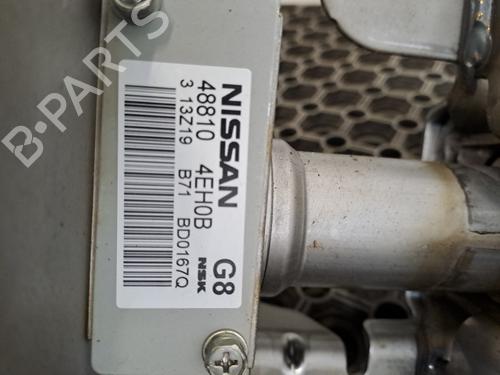 B-PARTS
NISSAN G8
48810 4EH0B NSK
3 13Z19 B71 BD0167Q